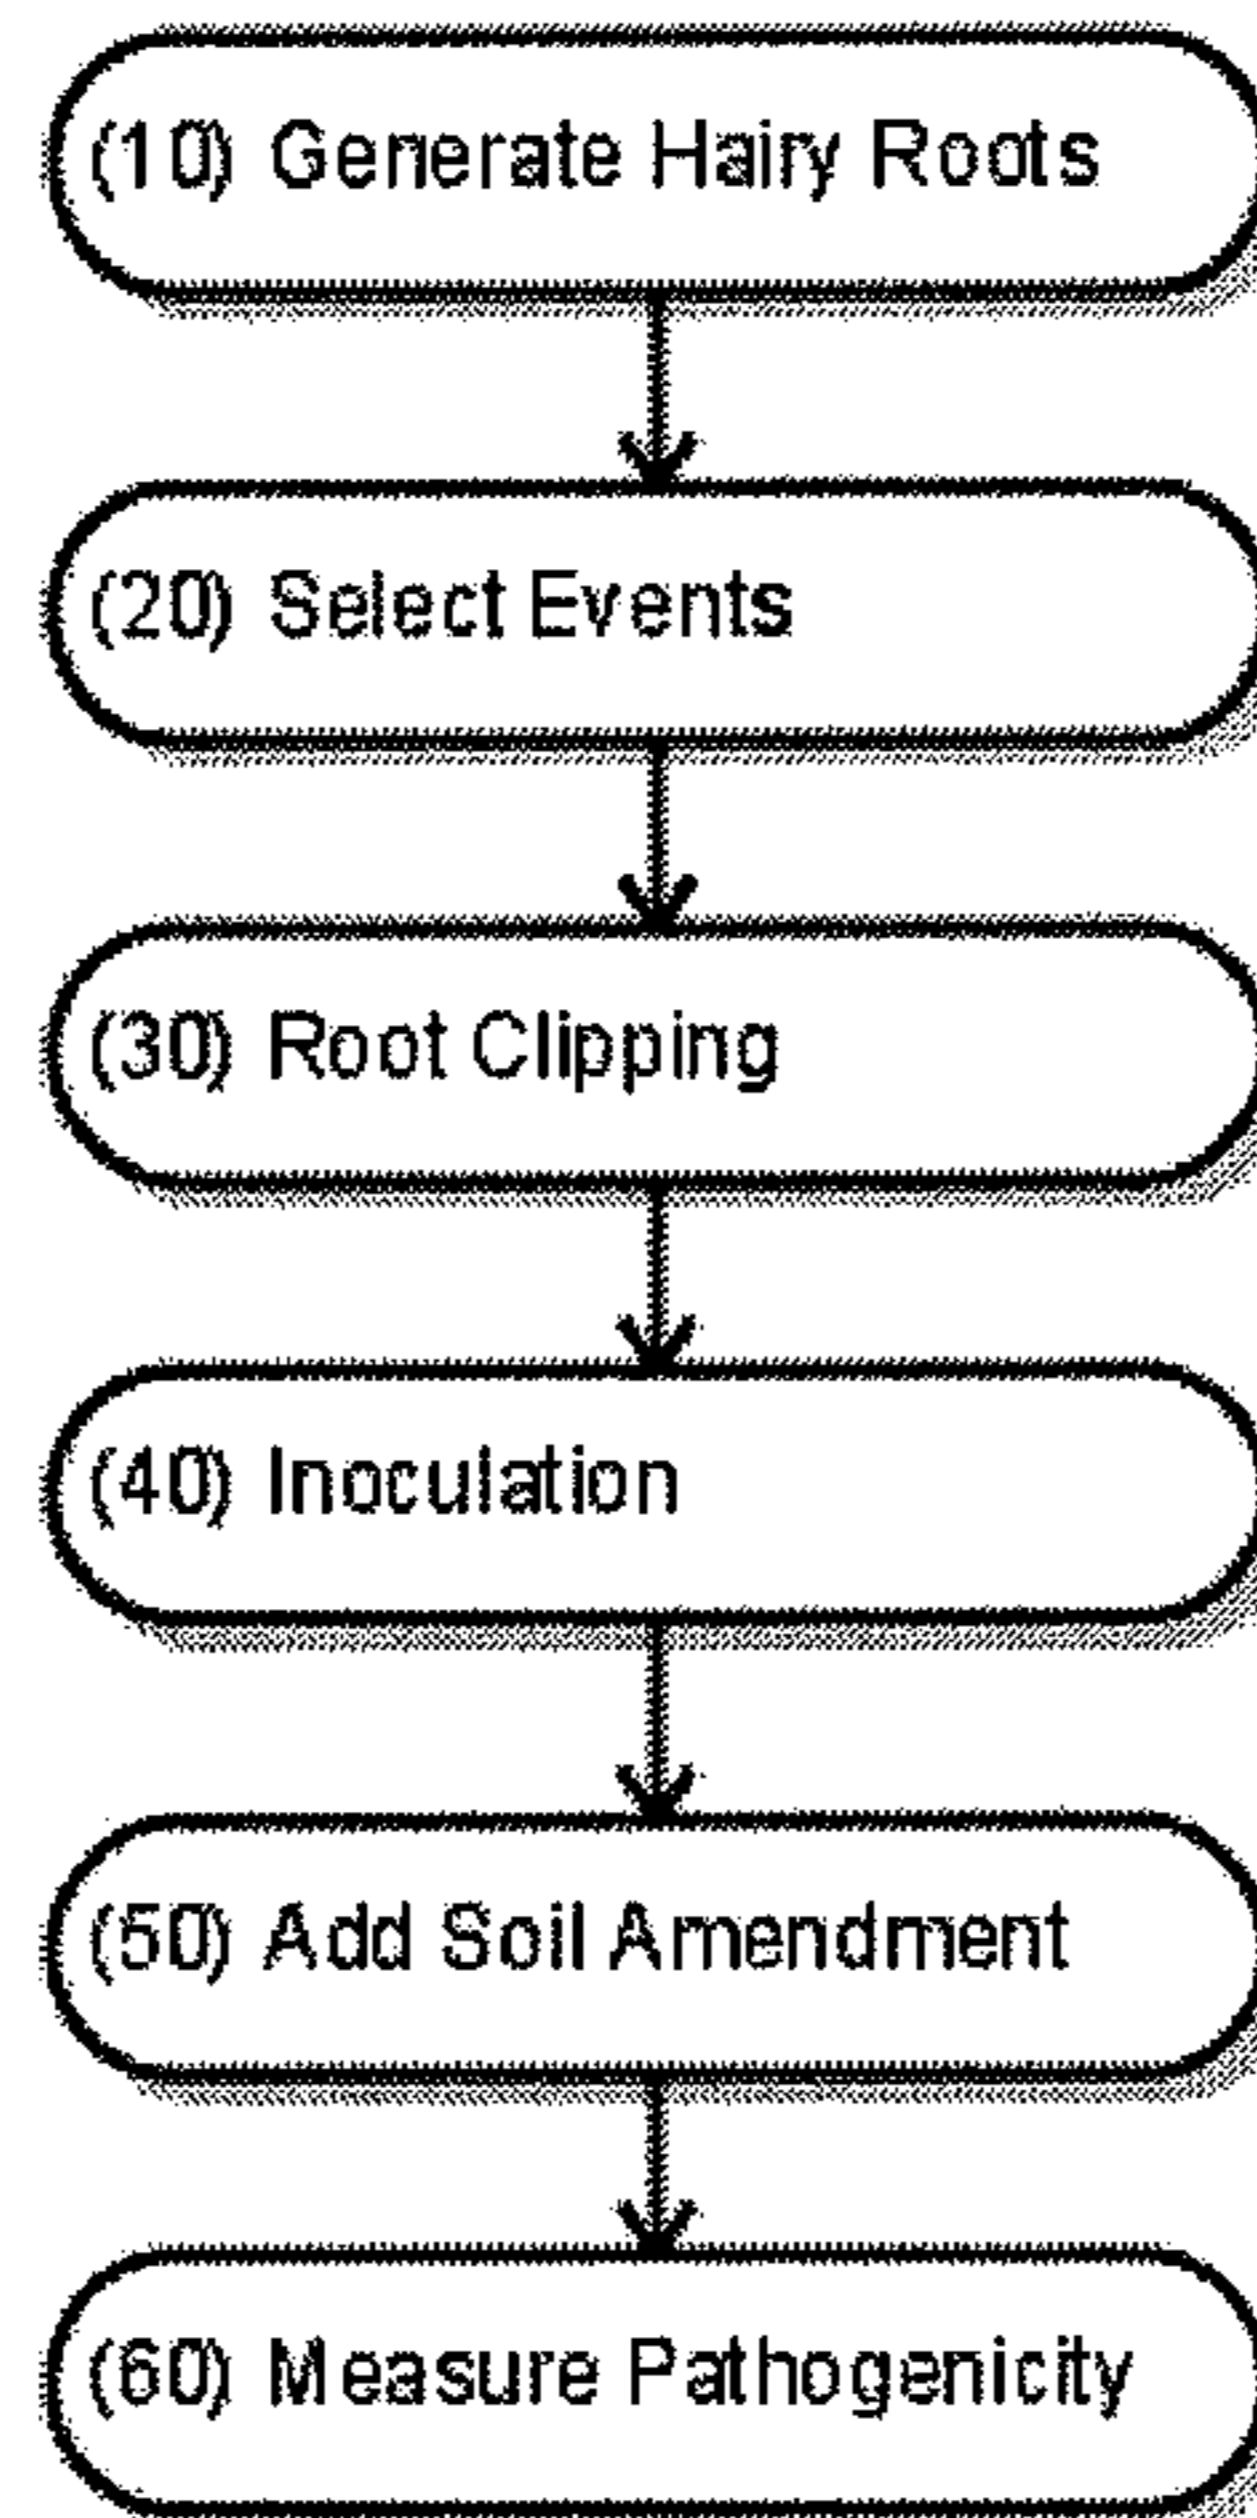 (10) Generate Hairy Roots
(20) Select Events
(30) Root Clipping
(40) Inoculation
(50) Add Soil Amendment
(60) Measure Pathogenicity